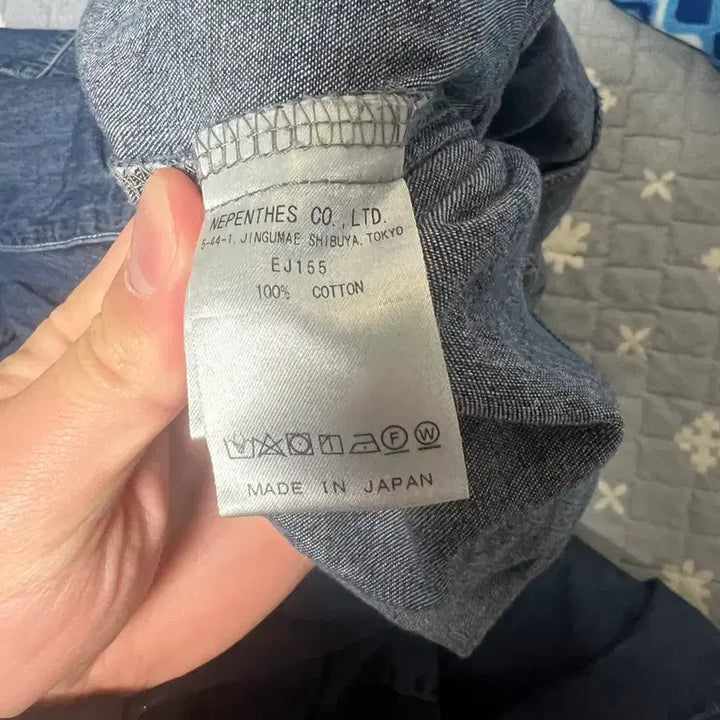 NEPENTHES CO.,LTD.
5-44-1, JINGUMAE SHIBUYA, TOKYO
EJ155
100% COTTON
F W
MADE IN JAPAN